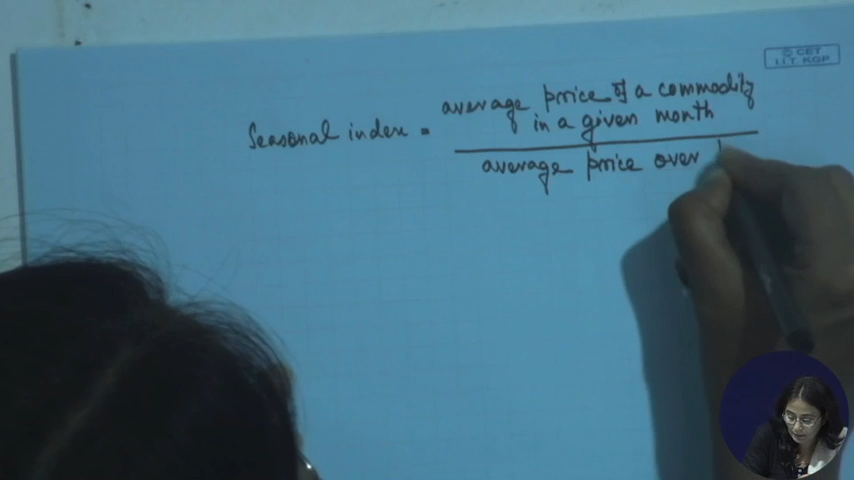 © CET
I.I.T. KGP
average price of a commodity
in a given month
Seasonal index =
average price over